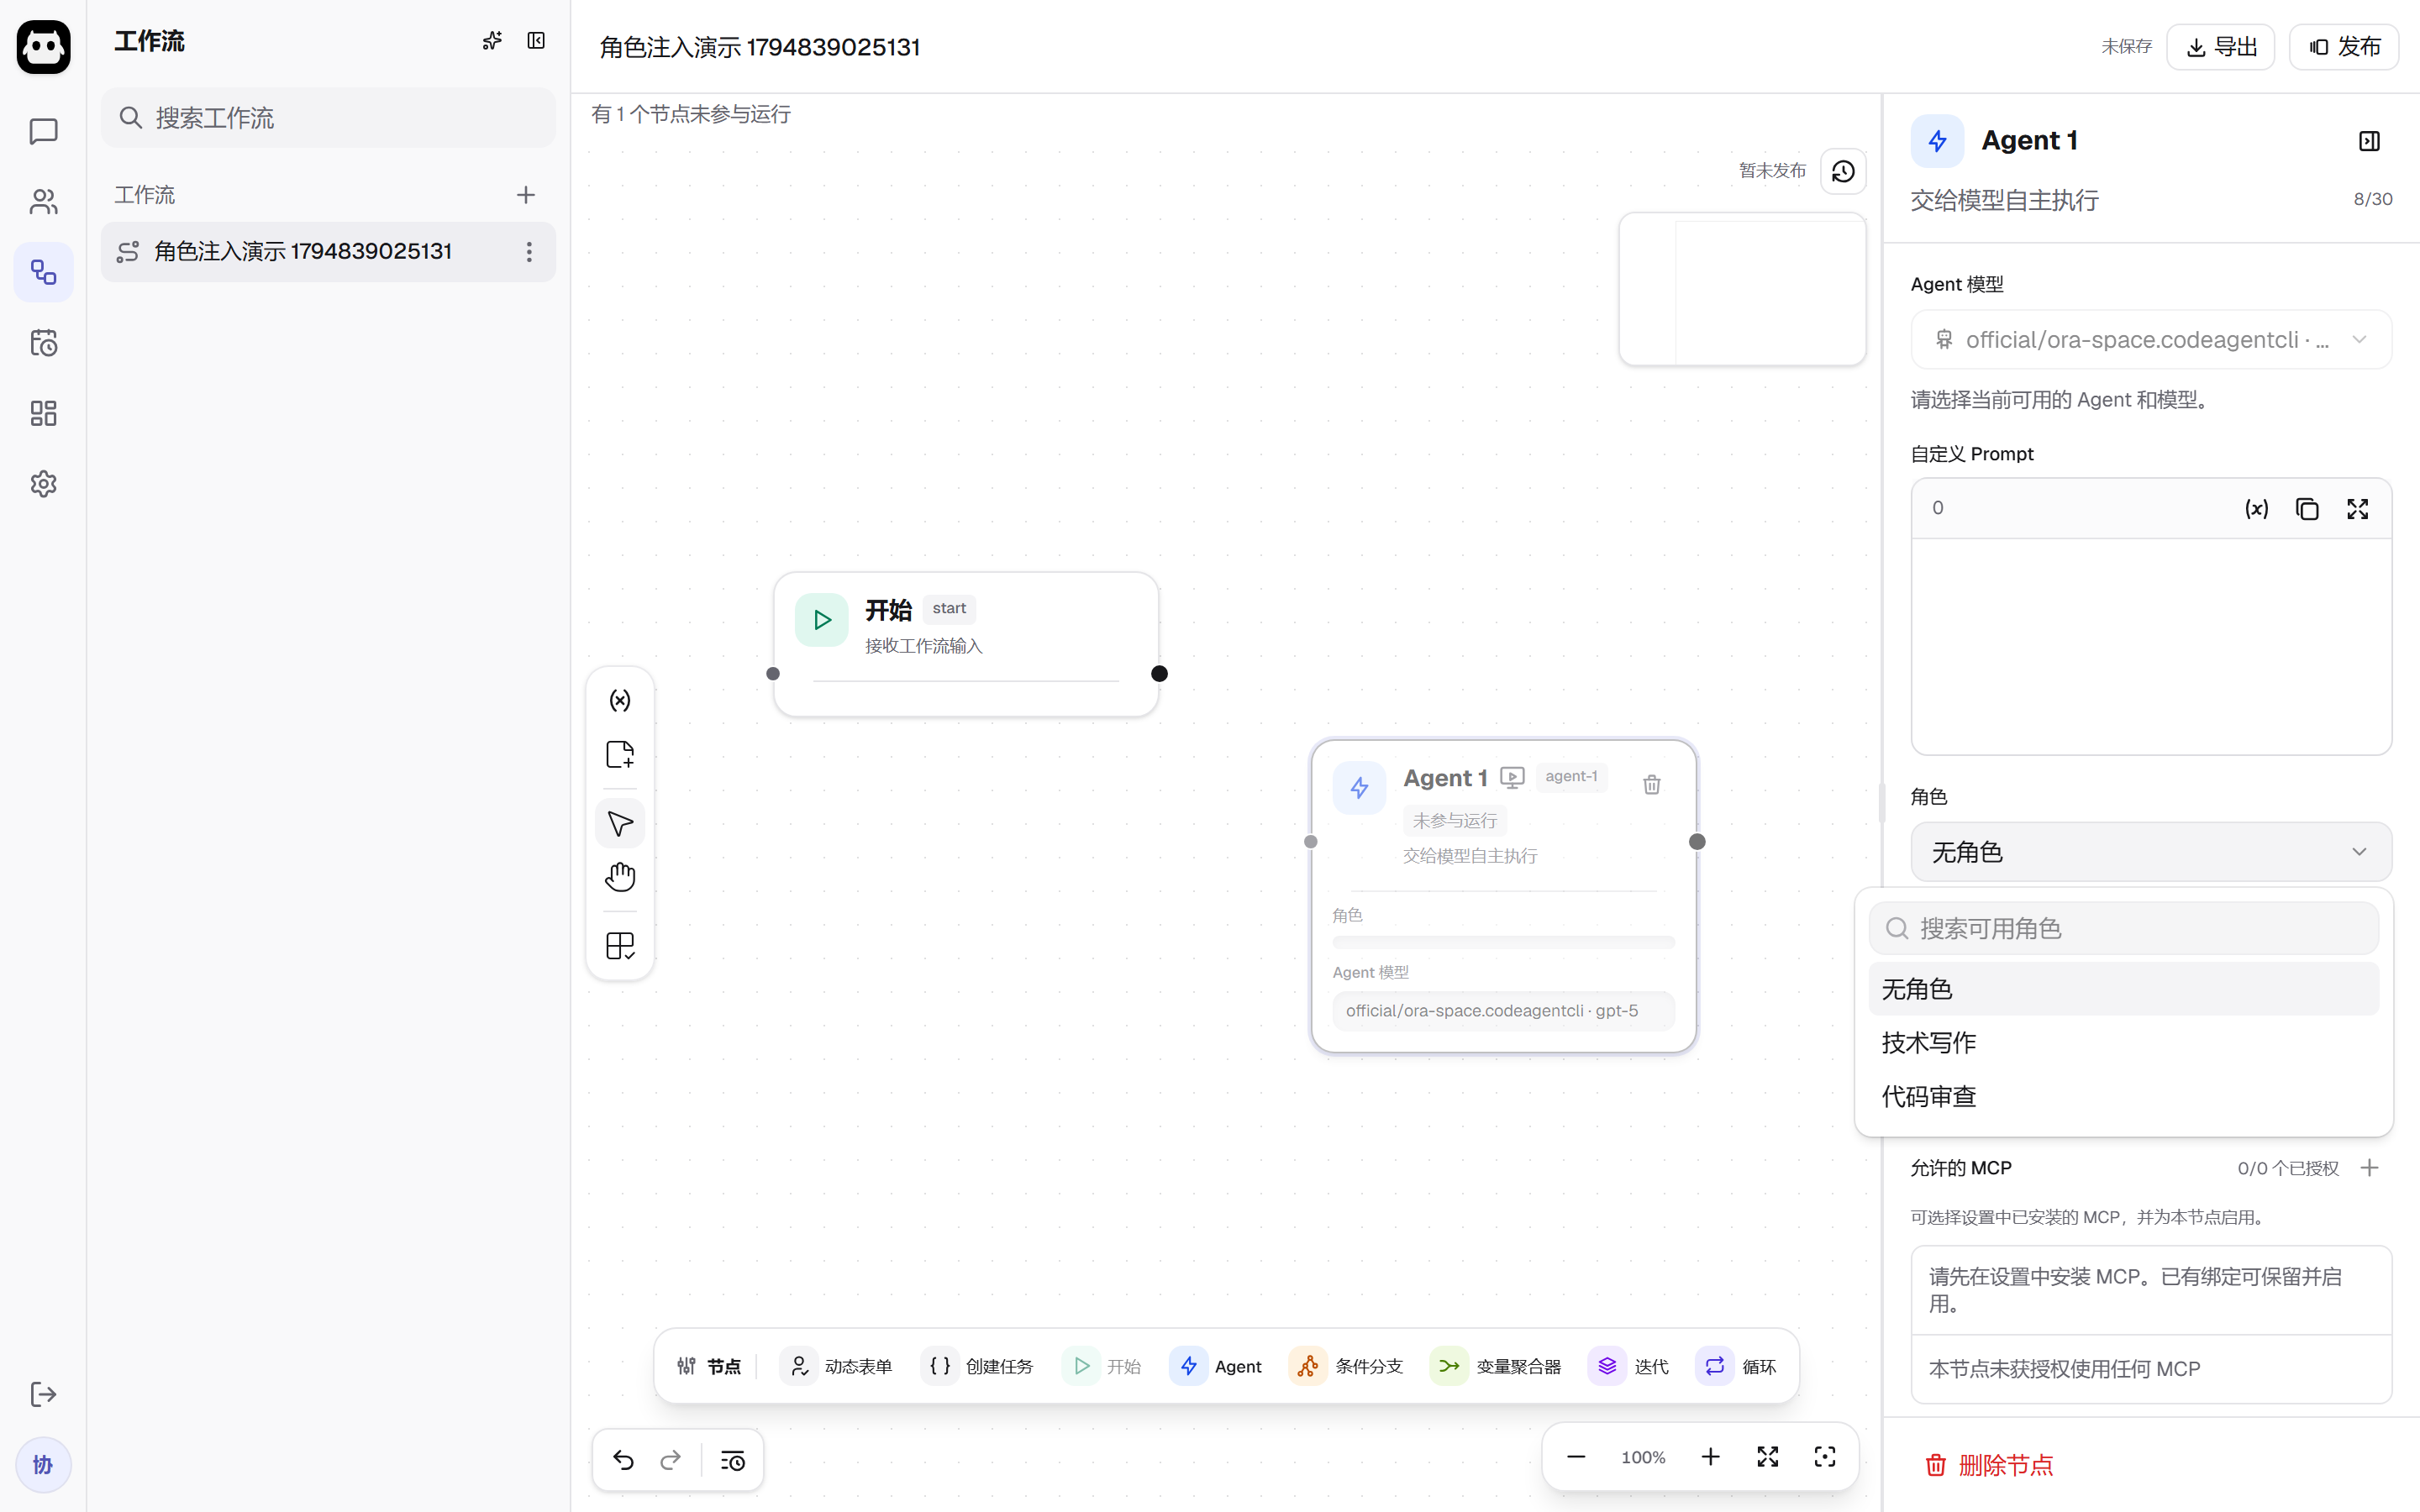 工作流
搜索工作流
工作流
角色注入演示 1794839025131
协
角色注入演示 1794839025131
未保存
导出
发布
有 1 个节点未参与运行
暂未发布
开始
start
接收工作流输入
Agent 1
agent-1
未参与运行
交给模型自主执行
角色
Agent 模型
official/ora-space.codeagentcli · gpt-5
节点
动态表单
创建任务
开始
Agent
条件分支
变量聚合器
迭代
循环
100%
Agent 1
交给模型自主执行
8/30
Agent 模型
official/ora-space.codeagentcli · ...
请选择当前可用的 Agent 和模型。
自定义 Prompt
0
(x)
角色
无角色
搜索可用角色
无角色
技术写作
代码审查
允许的 MCP
0/0 个已授权
可选择设置中已安装的 MCP，并为本节点启用。
请先在设置中安装 MCP。已有绑定可保留并启
用。
本节点未获授权使用任何 MCP
删除节点